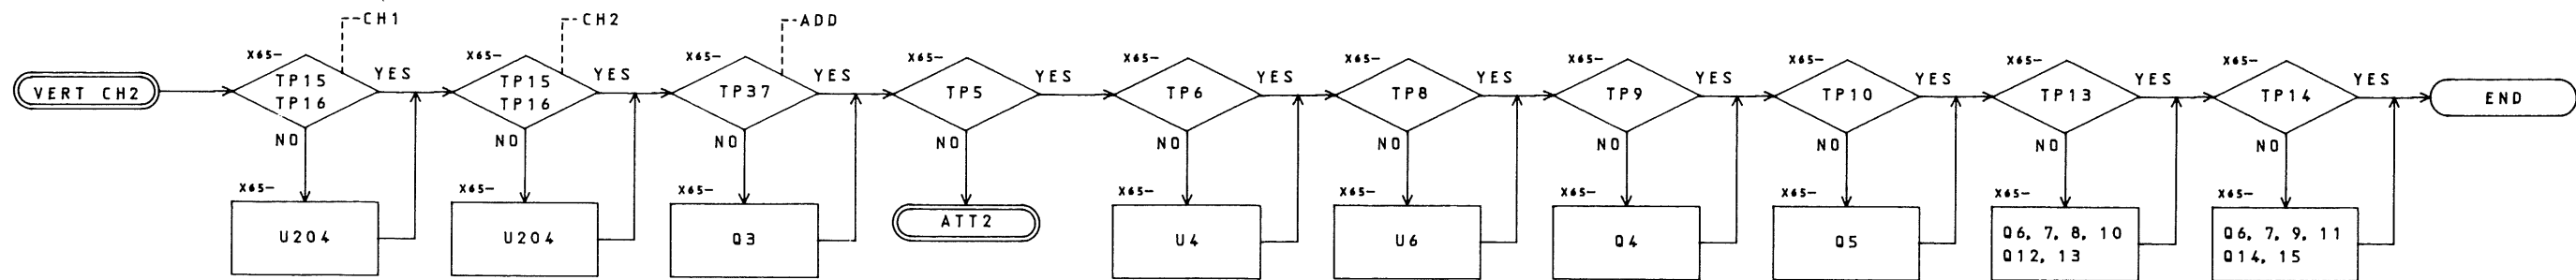 VERT CH2
X65-
CH1
TP15
TP16
YES
NO
X65-
U204
X65-
CH2
TP15
TP16
YES
NO
X65-
U204
X65-
ADD
TP37
YES
NO
X65-
Q3
X65-
TP5
YES
NO
ATT2
X65-
TP6
YES
NO
X65-
U4
X65-
TP8
YES
NO
X65-
U6
X65-
TP9
YES
NO
X65-
Q4
X65-
TP10
YES
NO
X65-
Q5
X65-
TP13
YES
NO
X65-
Q6, 7, 8, 10
Q12, 13
X65-
TP14
YES
NO
X65-
Q6, 7, 9, 11
Q14, 15
END